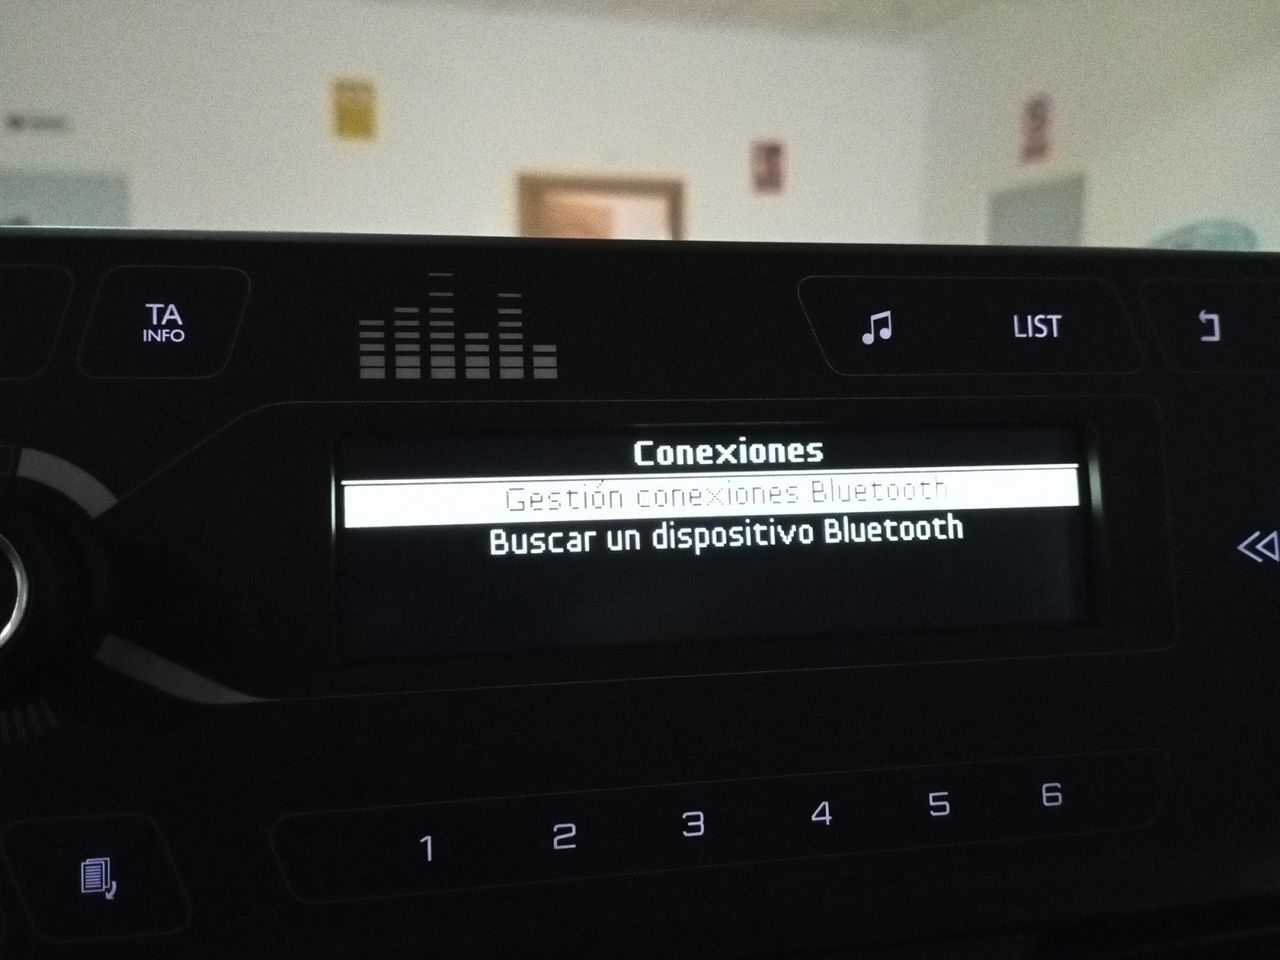 TA
INFO
LIST
Conexiones
Gestión conexiones Bluetooth
Buscar un dispositivo Bluetooth
1 2 3 4 5 6